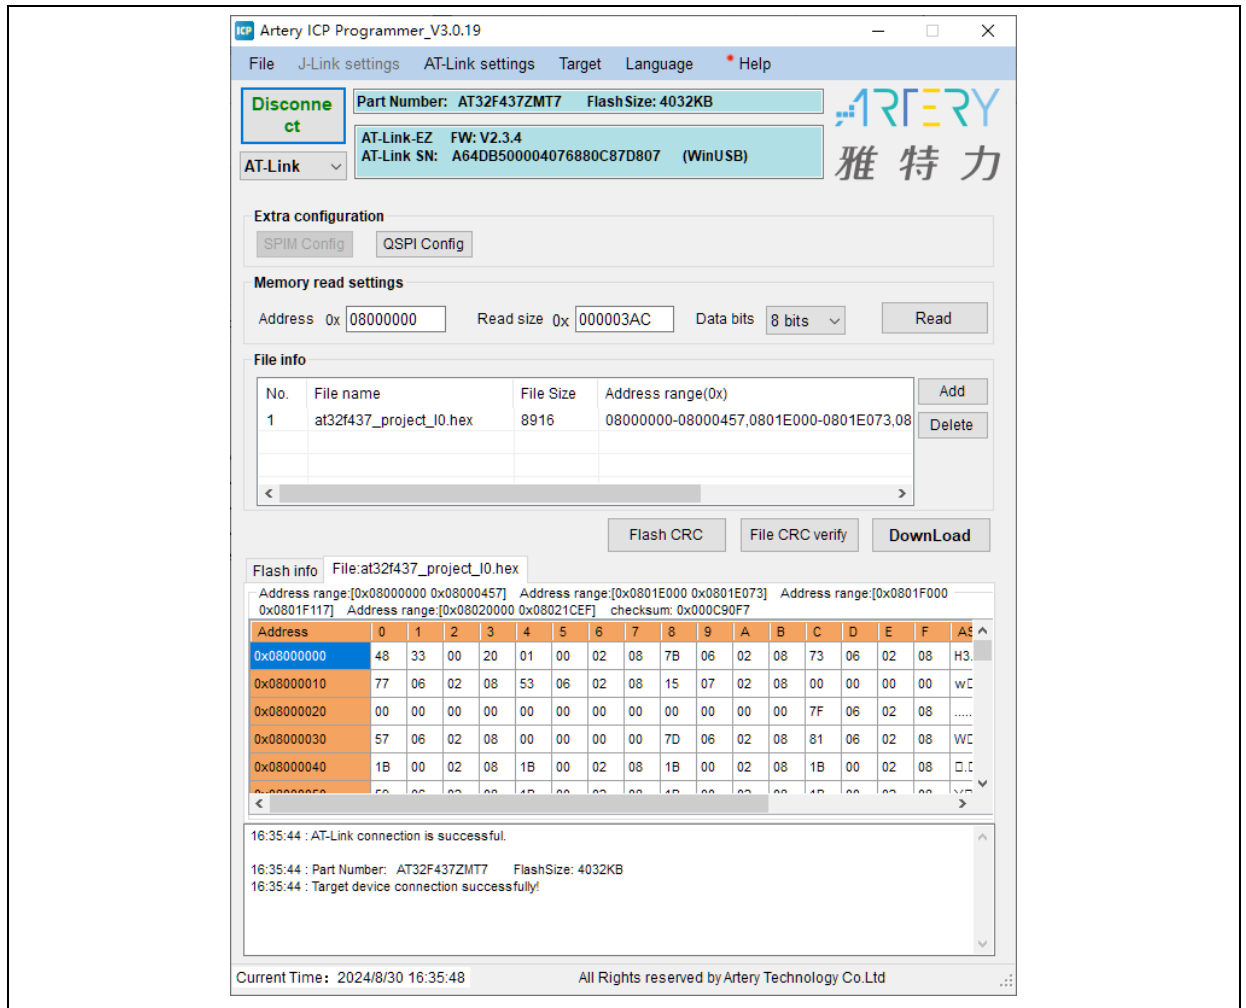 Artery ICP Programmer_V3.0.19
File J-Link settings AT-Link settings Target Language Help
Disconne
ct
Part Number: AT32F437ZMT7 FlashSize: 4032KB
AT-Link-EZ FW: V2.3.4
AT-Link SN: A64DB500004076880C87D807 (WinUSB)
AT-Link
ARTERY
雅特力
Extra configuration
SPIM Config QSPI Config
Memory read settings
Address 0x 08000000 Read size 0x 000003AC Data bits 8 bits Read
File info
No. File name File Size Address range(0x)
1 at32f437_project_l0.hex 8916 08000000-08000457,0801E000-0801E073,08
Add
Delete
Flash CRC File CRC verify DownLoad
Flash info File:at32f437_project_l0.hex
Address range:[0x08000000 0x08000457] Address range:[0x0801E000 0x0801E073] Address range:[0x0801F000
0x0801F117] Address range:[0x08020000 0x08021CEF] checksum: 0x000C90F7
Address 0 1 2 3 4 5 6 7 8 9 A B C D E F AS
0x08000000 48 33 00 20 01 00 02 08 7B 06 02 08 73 06 02 08 H3.
0x08000010 77 06 02 08 53 06 02 08 15 07 02 08 00 00 00 00 w
0x08000020 00 00 00 00 00 00 00 00 00 00 00 00 7F 06 02 08 .....
0x08000030 57 06 02 08 00 00 00 00 7D 06 02 08 81 06 02 08 W
0x08000040 1B 00 02 08 1B 00 02 08 1B 00 02 08 1B 00 02 08
16:35:44 : AT-Link connection is successful.
16:35:44 : Part Number: AT32F437ZMT7 FlashSize: 4032KB
16:35:44 : Target device connection successfully!
Current Time: 2024/8/30 16:35:48 All Rights reserved by Artery Technology Co.Ltd